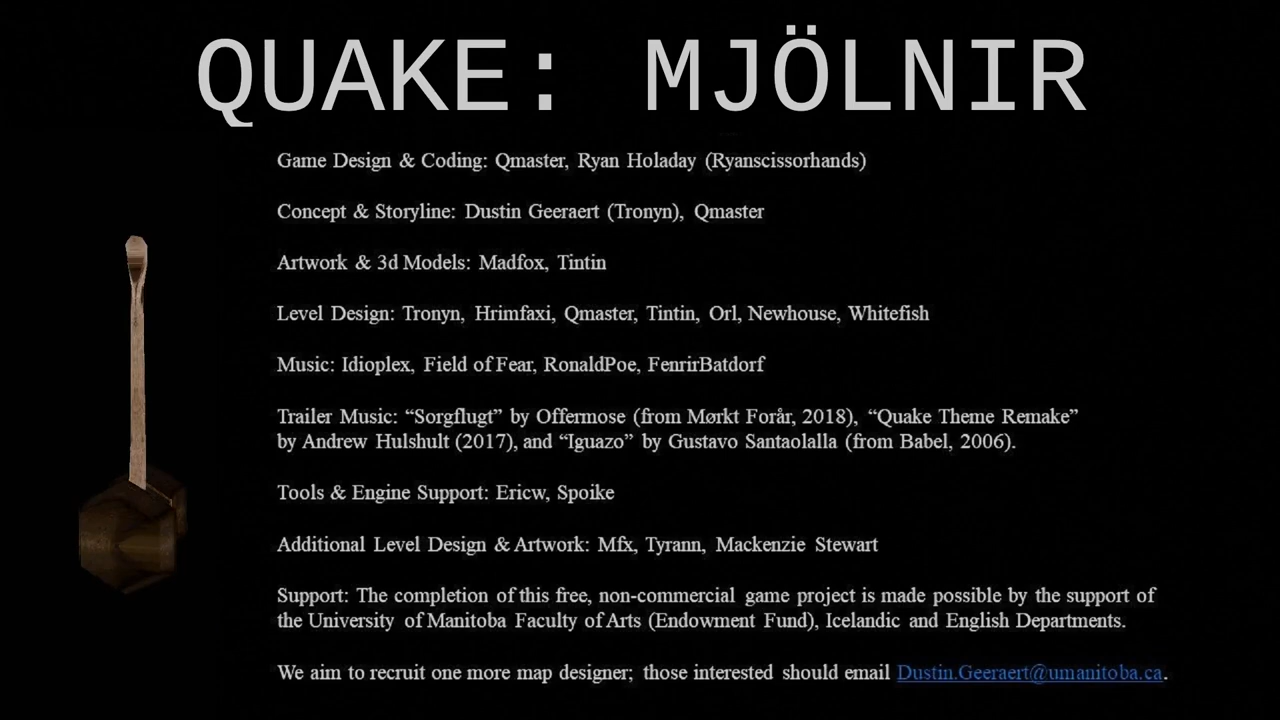 QUAKE: MJÖLNIR
Game Design & Coding: Qmaster, Ryan Holaday (Ryanscissorhands)
Concept & Storyline: Dustin Geeraert (Tronyn), Qmaster
Artwork & 3d Models: Madfox, Tintin
Level Design: Tronyn, Hrimfaxi, Qmaster, Tintin, Orl, Newhouse, Whitefish
Music: Idioplex, Field of Fear, RonaldPoe, FenrirBatdorf
Trailer Music: “Sorgflugt” by Offermose (from Mørkt Forår, 2018), “Quake Theme Remake”
by Andrew Hulshult (2017), and “Iguazo” by Gustavo Santaolalla (from Babel, 2006).
Tools & Engine Support: Ericw, Spoike
Additional Level Design & Artwork: Mfx, Tyrann, Mackenzie Stewart
Support: The completion of this free, non-commercial game project is made possible by the support of
the University of Manitoba Faculty of Arts (Endowment Fund), Icelandic and English Departments.
We aim to recruit one more map designer; those interested should email Dustin.Geeraert@umanitoba.ca.